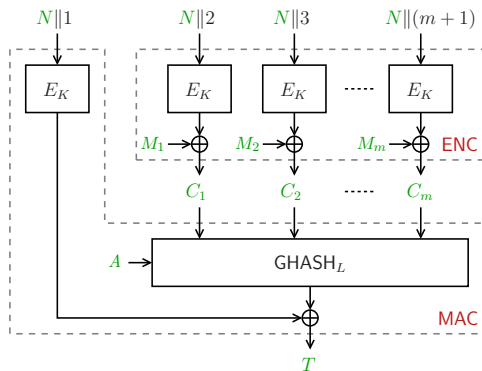 N‖1 N‖2 N‖3 N‖(m + 1)
E_K E_K E_K E_K
M_1 M_2 M_m ENC
C_1 C_2 C_m
A GHASH_L
MAC
T